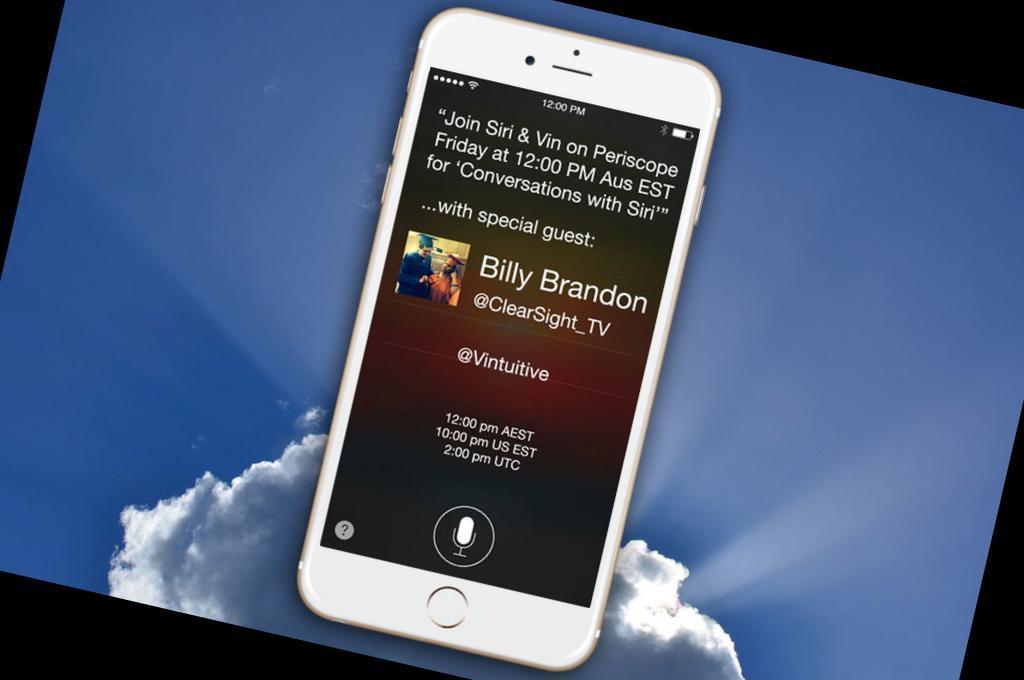 12:00 PM
“Join Siri & Vin on Periscope
Friday at 12:00 PM Aus EST
for ‘Conversations with Siri’”
...with special guest:
Billy Brandon
@ClearSight_TV
@Vintuitive
12:00 pm AEST
10:00 pm US EST
2:00 pm UTC
?